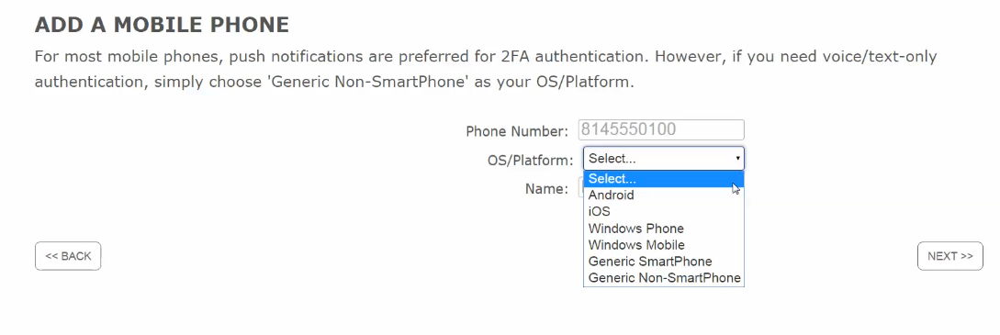 ADD A MOBILE PHONE
For most mobile phones, push notifications are preferred for 2FA authentication. However, if you need voice/text-only
authentication, simply choose 'Generic Non-SmartPhone' as your OS/Platform.
Phone Number: 8145550100
OS/Platform: Select...
Select...
Name:
Android
iOS
Windows Phone
Windows Mobile
Generic SmartPhone
Generic Non-SmartPhone
<< BACK
NEXT >>